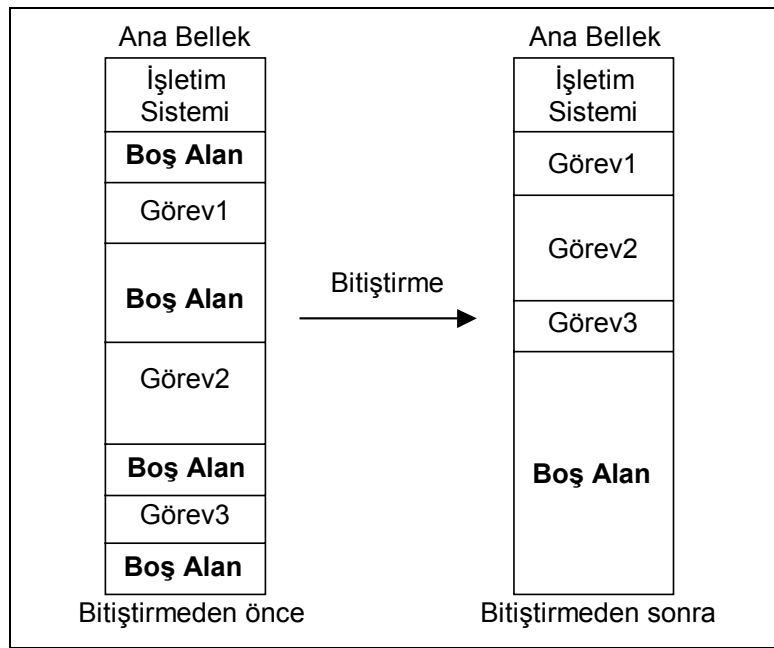 Ana Bellek
İşletim
Sistemi
Boş Alan
Görev1
Boş Alan
Görev2
Boş Alan
Görev3
Boş Alan
Bitiştirmeden önce
Bitiştirme
Ana Bellek
İşletim
Sistemi
Görev1
Görev2
Görev3
Boş Alan
Bitiştirmeden sonra